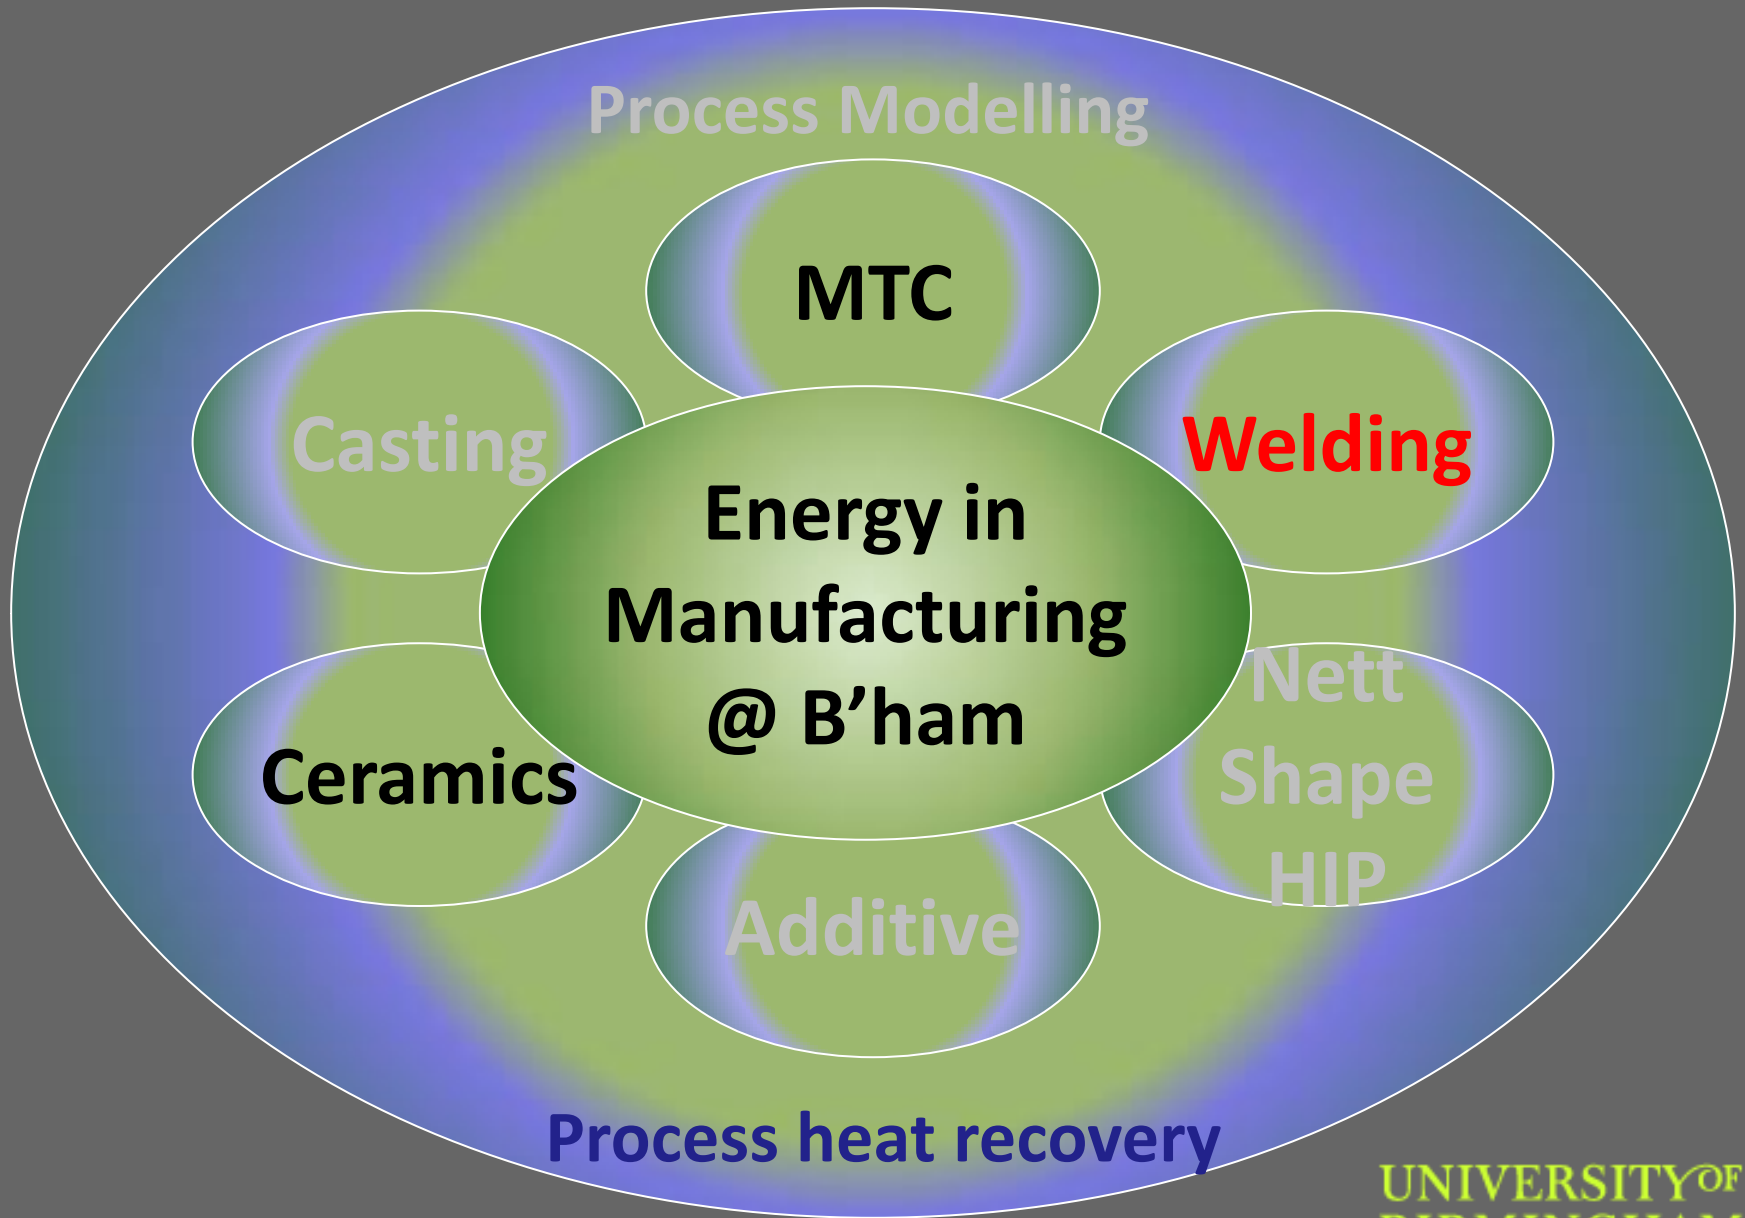 Process Modelling
MTC
Casting
Welding
Energy in
Manufacturing
@ B’ham
Nett
Shape
HIP
Ceramics
Additive
Process heat recovery
UNIVERSITY OF
BIRMINGHAM